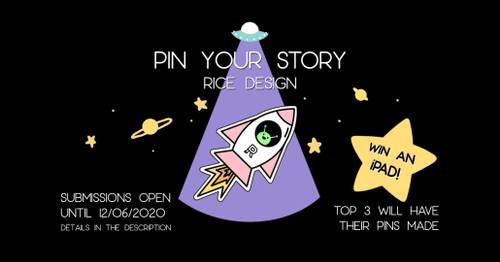 PIN YOUR STORY
RICE DESIGN
WIN AN
iPAD!
SUBMISSIONS OPEN
UNTIL 12/06/2020
DETAILS IN THE DESCRIPTION
TOP 3 WILL HAVE
THEIR PINS MADE